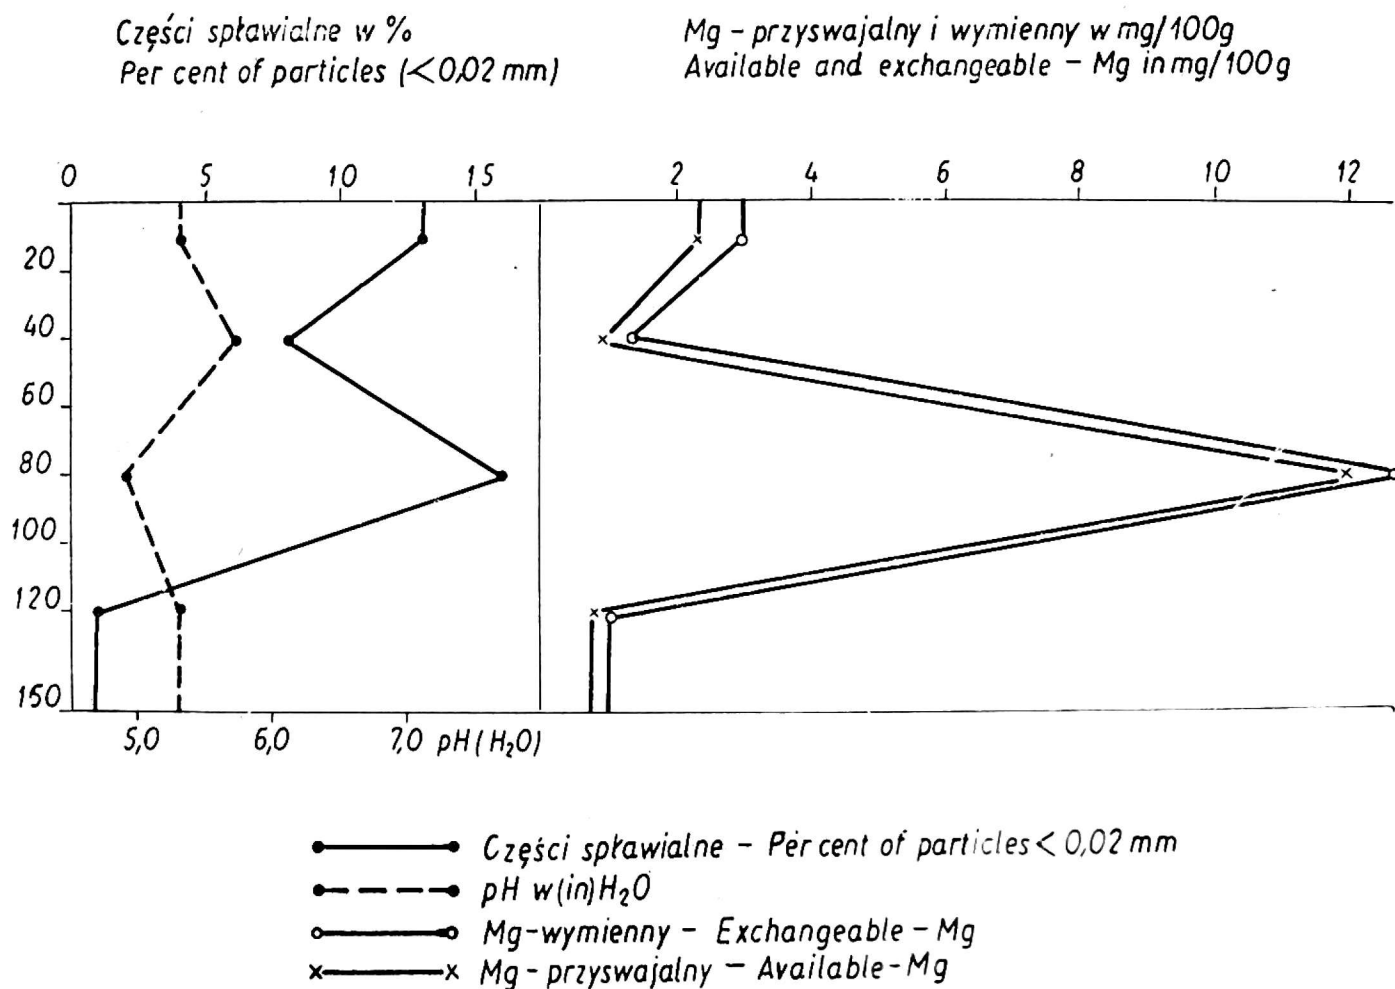 Części spławialne w %
Per cent of particles (<0,02 mm)
Mg - przyswajalny i wymienny w mg/100g
Available and exchangeable - Mg in mg/100g
0 5 10 15 2 4 6 8 10 12
20
40
60
80
100
120
150
5,0 6,0 7,0 pH (H₂O)
Części spławialne - Per cent of particles < 0,02 mm
pH w(in) H₂O
Mg-wymienny - Exchangeable - Mg
Mg - przyswajalny - Available - Mg